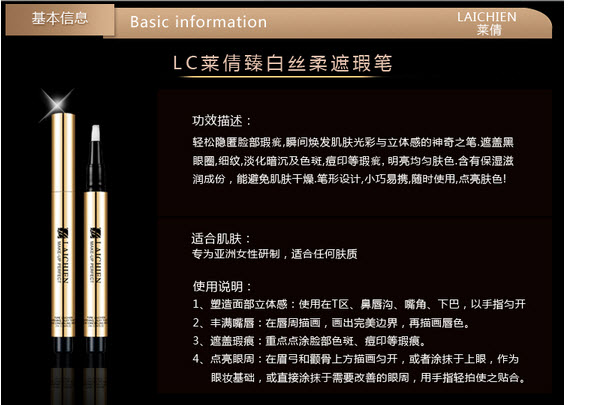 基本信息
Basic information
LAICHIEN
莱倩
LC莱倩臻白丝柔遮瑕笔
功效描述：
轻松隐匿脸部瑕疵,瞬间焕发肌肤光彩与立体感的神奇之笔.遮盖黑
眼圈,细纹,淡化暗沉及色斑,痘印等瑕疵, 明亮均匀肤色.含有保湿滋
润成份，能避免肌肤干燥.笔形设计,小巧易携,随时使用,点亮肤色!
适合肌肤：
专为亚洲女性研制，适合任何肤质
使用说明：
1、塑造面部立体感：使用在T区、鼻唇沟、嘴角、下巴，以手指匀开
2、丰满嘴唇：在唇周描画，画出完美边界，再描画唇色。
3、遮盖瑕痕：重点点涂脸部色斑、痘印等瑕痕。
4、点亮眼周：在眉弓和颧骨上方描画匀开，或者涂抹于上眼，作为
眼妆基础，或直接涂抹于需要改善的眼周，用手指轻拍使之贴合。
LAICHIEN
MAKE-UP PERFECT
LAICHIEN
MAKE-UP PERFECT